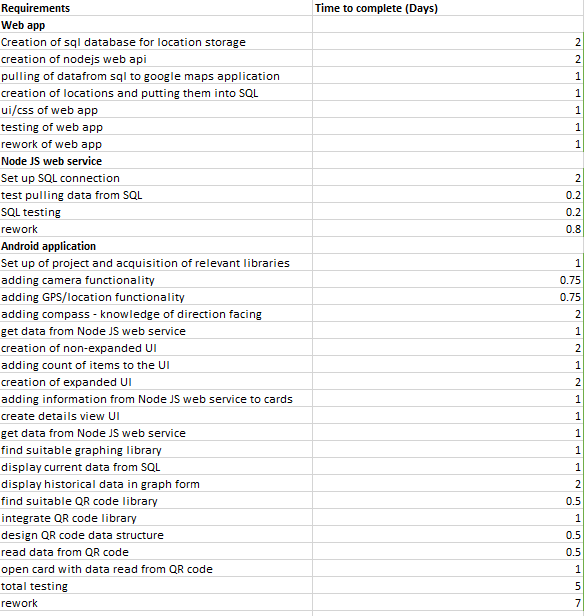 Requirements Time to complete (Days)
Web app
Creation of sql database for location storage 2
creation of nodejs web api 2
pulling of datafrom sql to google maps application 1
creation of locations and putting them into SQL 1
ui/css of web app 1
testing of web app 1
rework of web app 1
Node JS web service
Set up SQL connection 2
test pulling data from SQL 0.2
SQL testing 0.2
rework 0.8
Android application
Set up of project and acquisition of relevant libraries 1
adding camera functionality 0.75
adding GPS/location functionality 0.75
adding compass - knowledge of direction facing 2
get data from Node JS web service 1
creation of non-expanded UI 2
adding count of items to the UI 1
creation of expanded UI 2
adding information from Node JS web service to cards 1
create details view UI 1
get data from Node JS web service 1
find suitable graphing library 1
display current data from SQL 1
display historical data in graph form 2
find suitable QR code library 0.5
integrate QR code library 1
design QR code data structure 0.5
read data from QR code 0.5
open card with data read from QR code 1
total testing 5
rework 7